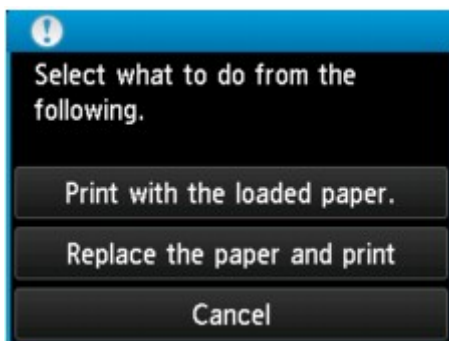 Select what to do from the
following.
Print with the loaded paper.
Replace the paper and print
Cancel